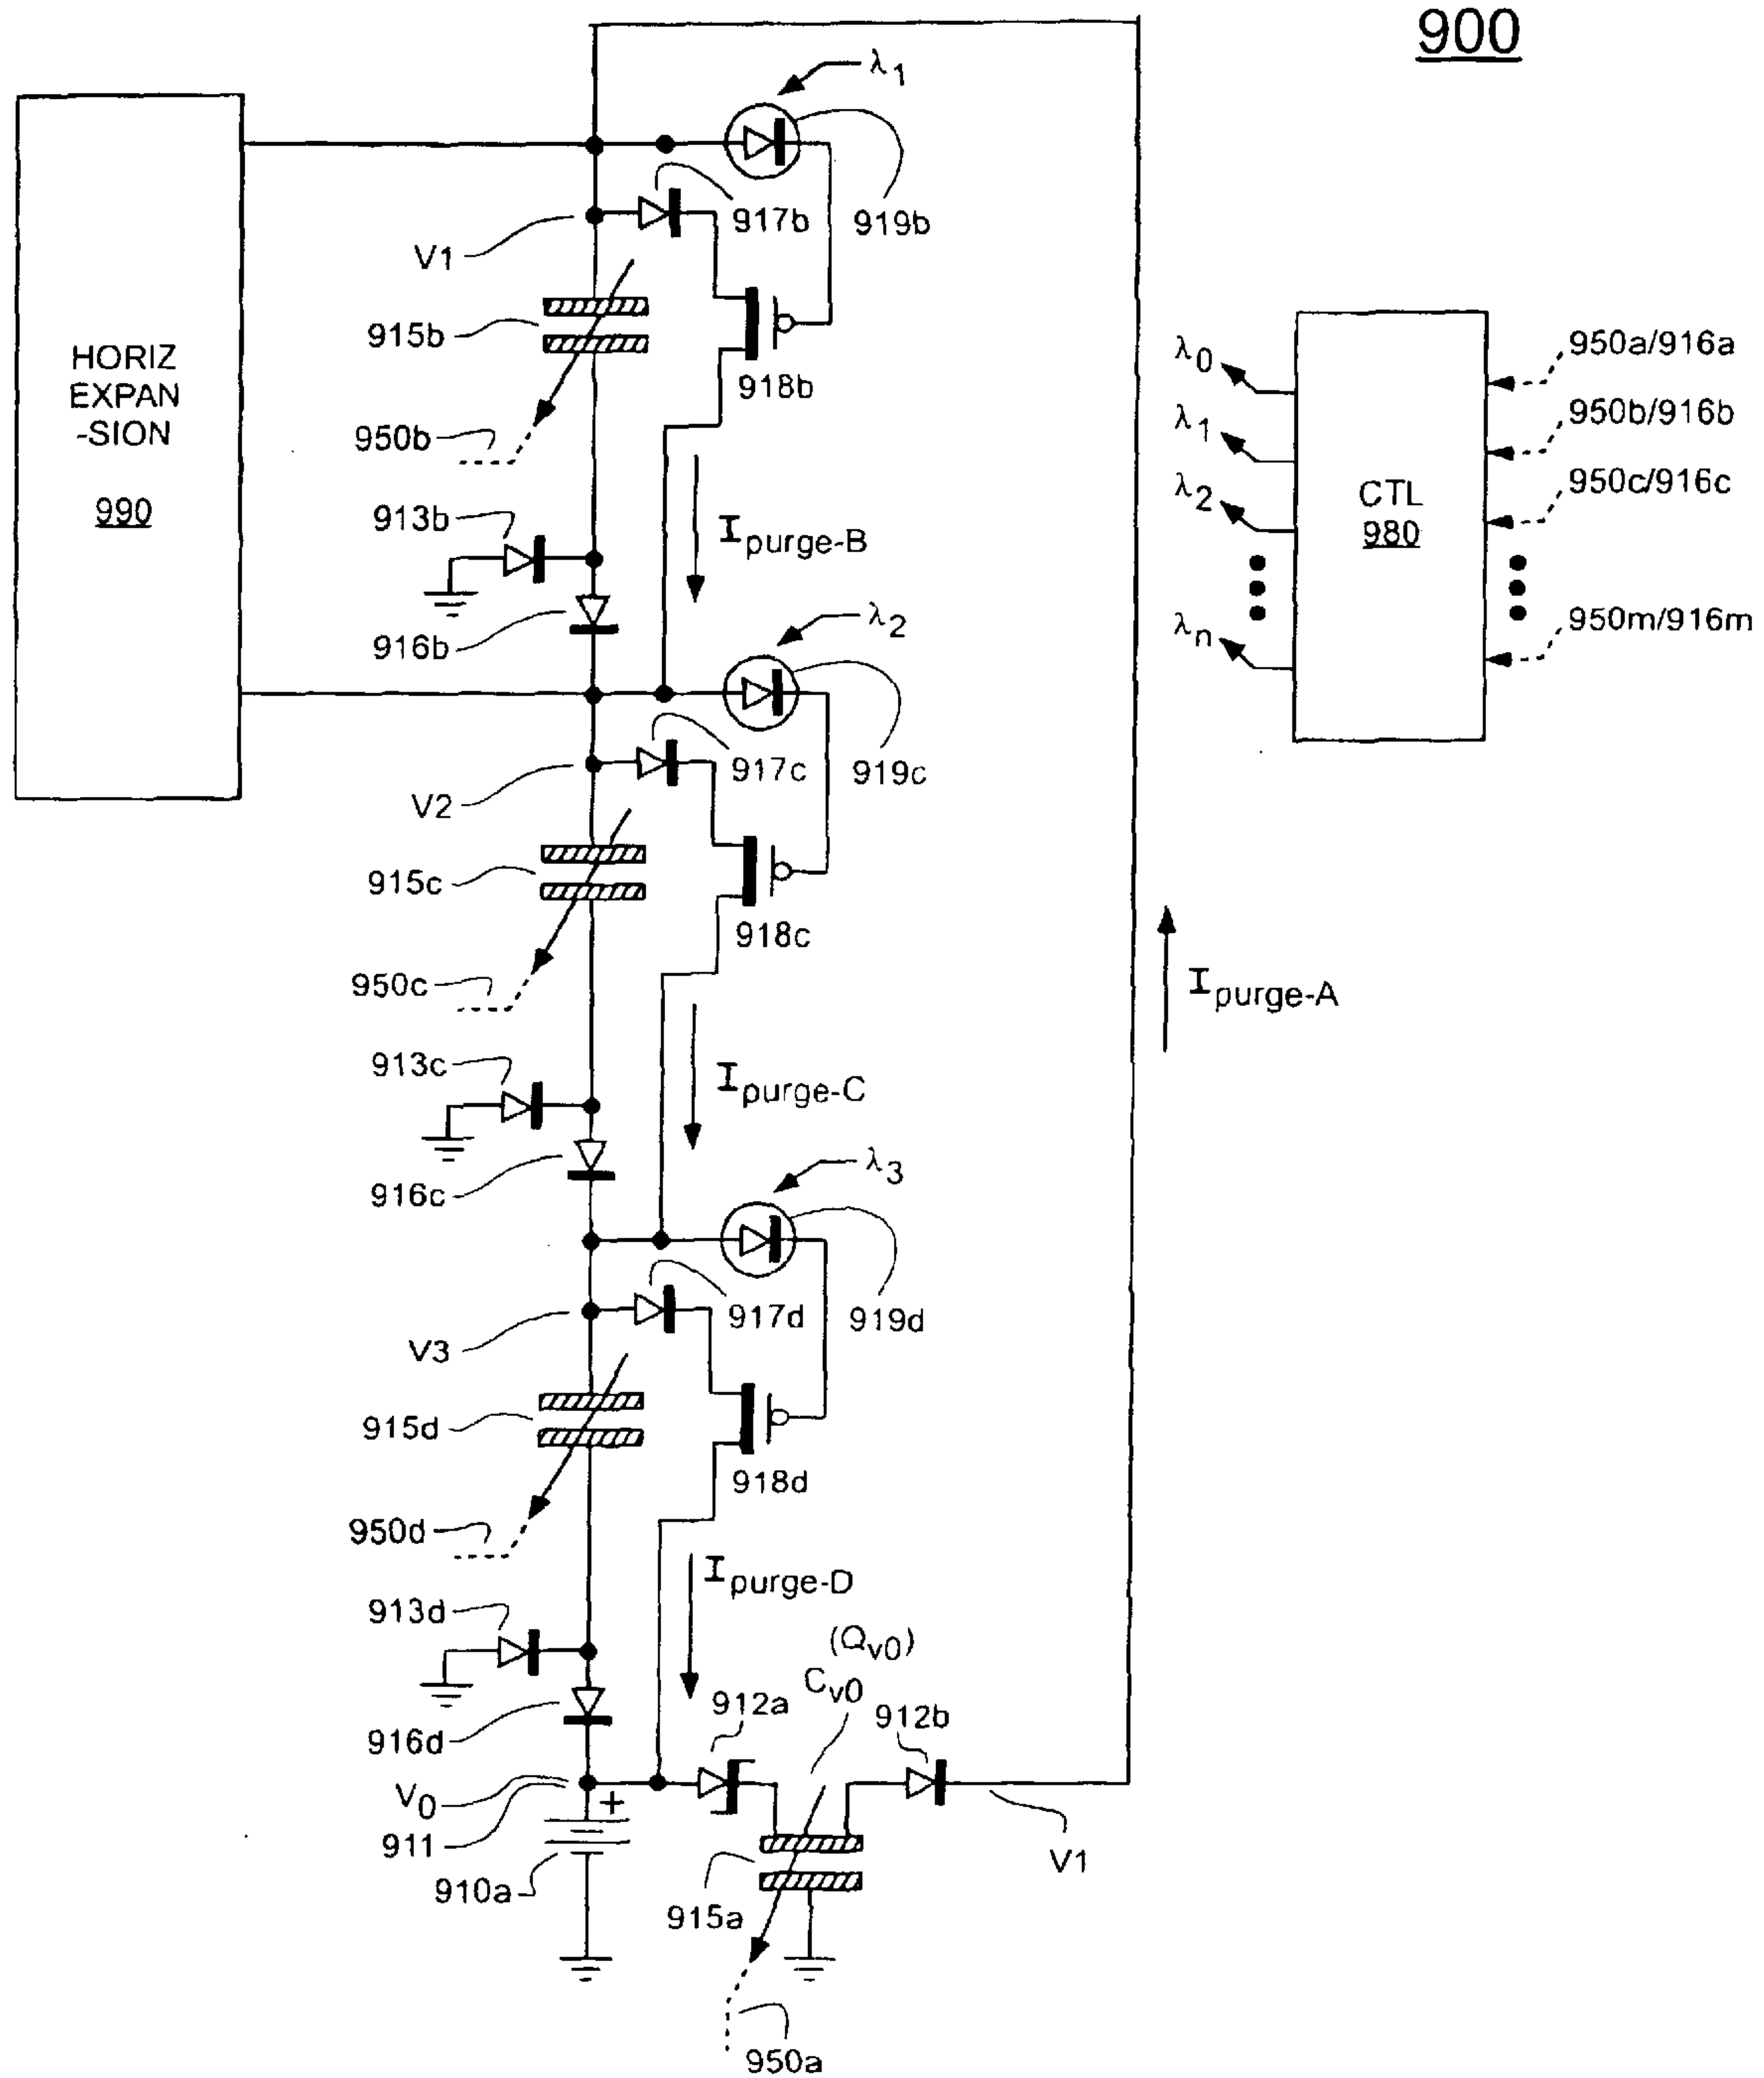 900
λ1
917b
919b
V1
915b
918b
950b
HORIZ
EXPAN
-SION
990
913b
Ipurge-B
916b
λ2
917c
919c
V2
915c
918c
950c
Ipurge-A
913c
Ipurge-C
916c
λ3
917d
919d
V3
915d
918d
950d
Ipurge-D
913d
(Qv0)
Cv0
912a
912b
916d
V0
+
911
910a
915a
V1
950a
λ0
λ1
λ2
λn
CTL
980
950a/916a
950b/916b
950c/916c
950m/916m